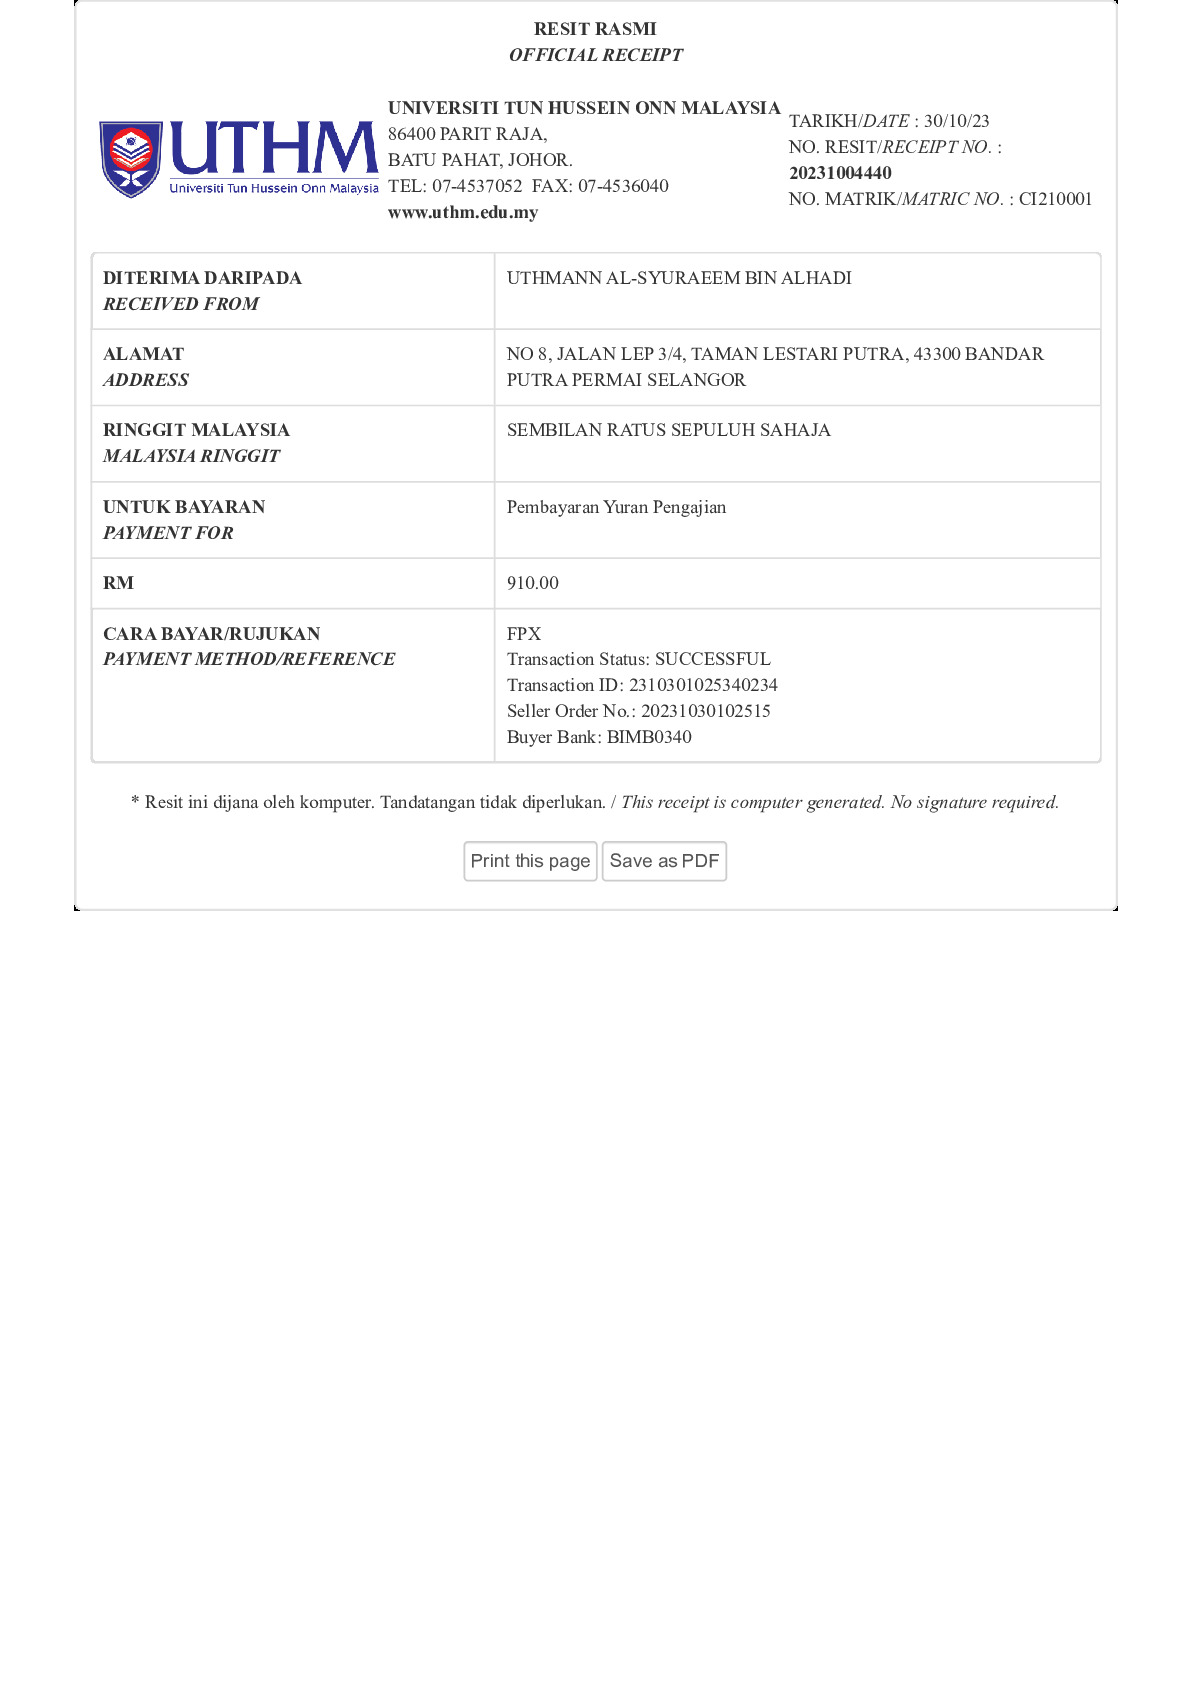 RESIT RASMI
OFFICIAL RECEIPT
UTHM
Universiti Tun Hussein Onn Malaysia
UNIVERSITI TUN HUSSEIN ONN MALAYSIA
86400 PARIT RAJA,
BATU PAHAT, JOHOR.
TEL: 07-4537052 FAX: 07-4536040
www.uthm.edu.my
TARIKH/DATE : 30/10/23
NO. RESIT/RECEIPT NO. :
20231004440
NO. MATRIK/MATRIC NO. : CI210001
DITERIMA DARIPADA
RECEIVED FROM
UTHMANN AL-SYURAEEM BIN ALHADI
ALAMAT
ADDRESS
NO 8, JALAN LEP 3/4, TAMAN LESTARI PUTRA, 43300 BANDAR
PUTRA PERMAI SELANGOR
RINGGIT MALAYSIA
MALAYSIA RINGGIT
SEMBILAN RATUS SEPULUH SAHAJA
UNTUK BAYARAN
PAYMENT FOR
Pembayaran Yuran Pengajian
RM
910.00
CARA BAYAR/RUJUKAN
PAYMENT METHOD/REFERENCE
FPX
Transaction Status: SUCCESSFUL
Transaction ID: 2310301025340234
Seller Order No.: 20231030102515
Buyer Bank: BIMB0340
* Resit ini dijana oleh komputer. Tandatangan tidak diperlukan. / This receipt is computer generated. No signature required.
Print this page
Save as PDF